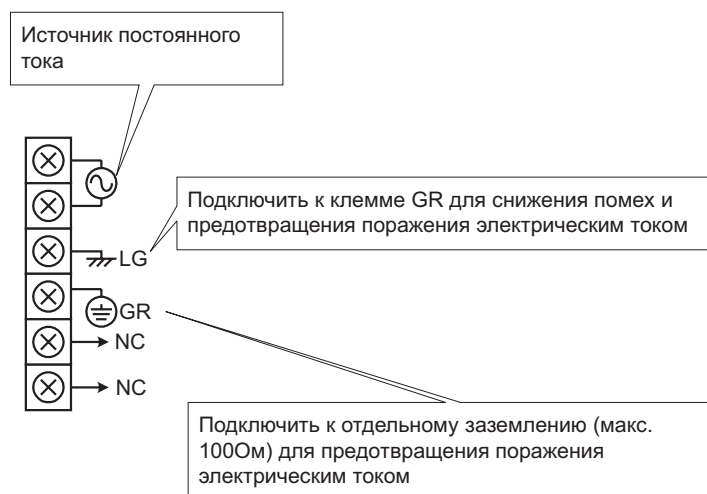 Источник постоянного
тока
Подключить к клемме GR для снижения помех и
предотвращения поражения электрическим током
LG
GR
NC
NC
Подключить к отдельному заземлению (макс.
100Ом) для предотвращения поражения
электрическим током